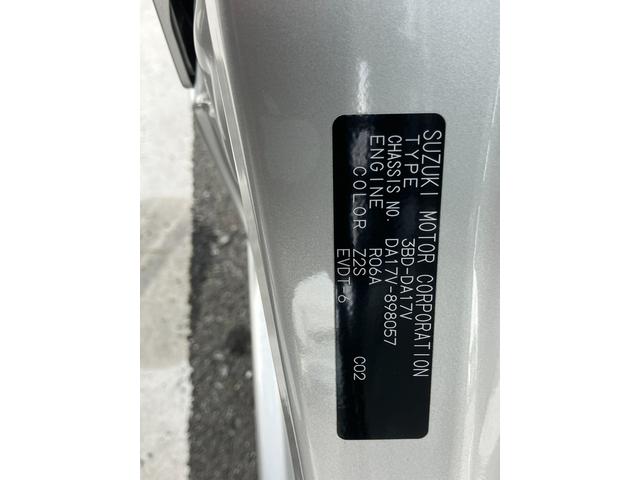 SUZUKI MOTOR CORPORATION
TYPE 3BD-DA17V
CHASSIS NO. DA17V-898057
ENGINE R06A
COLOR Z2S C02
EVDT-6